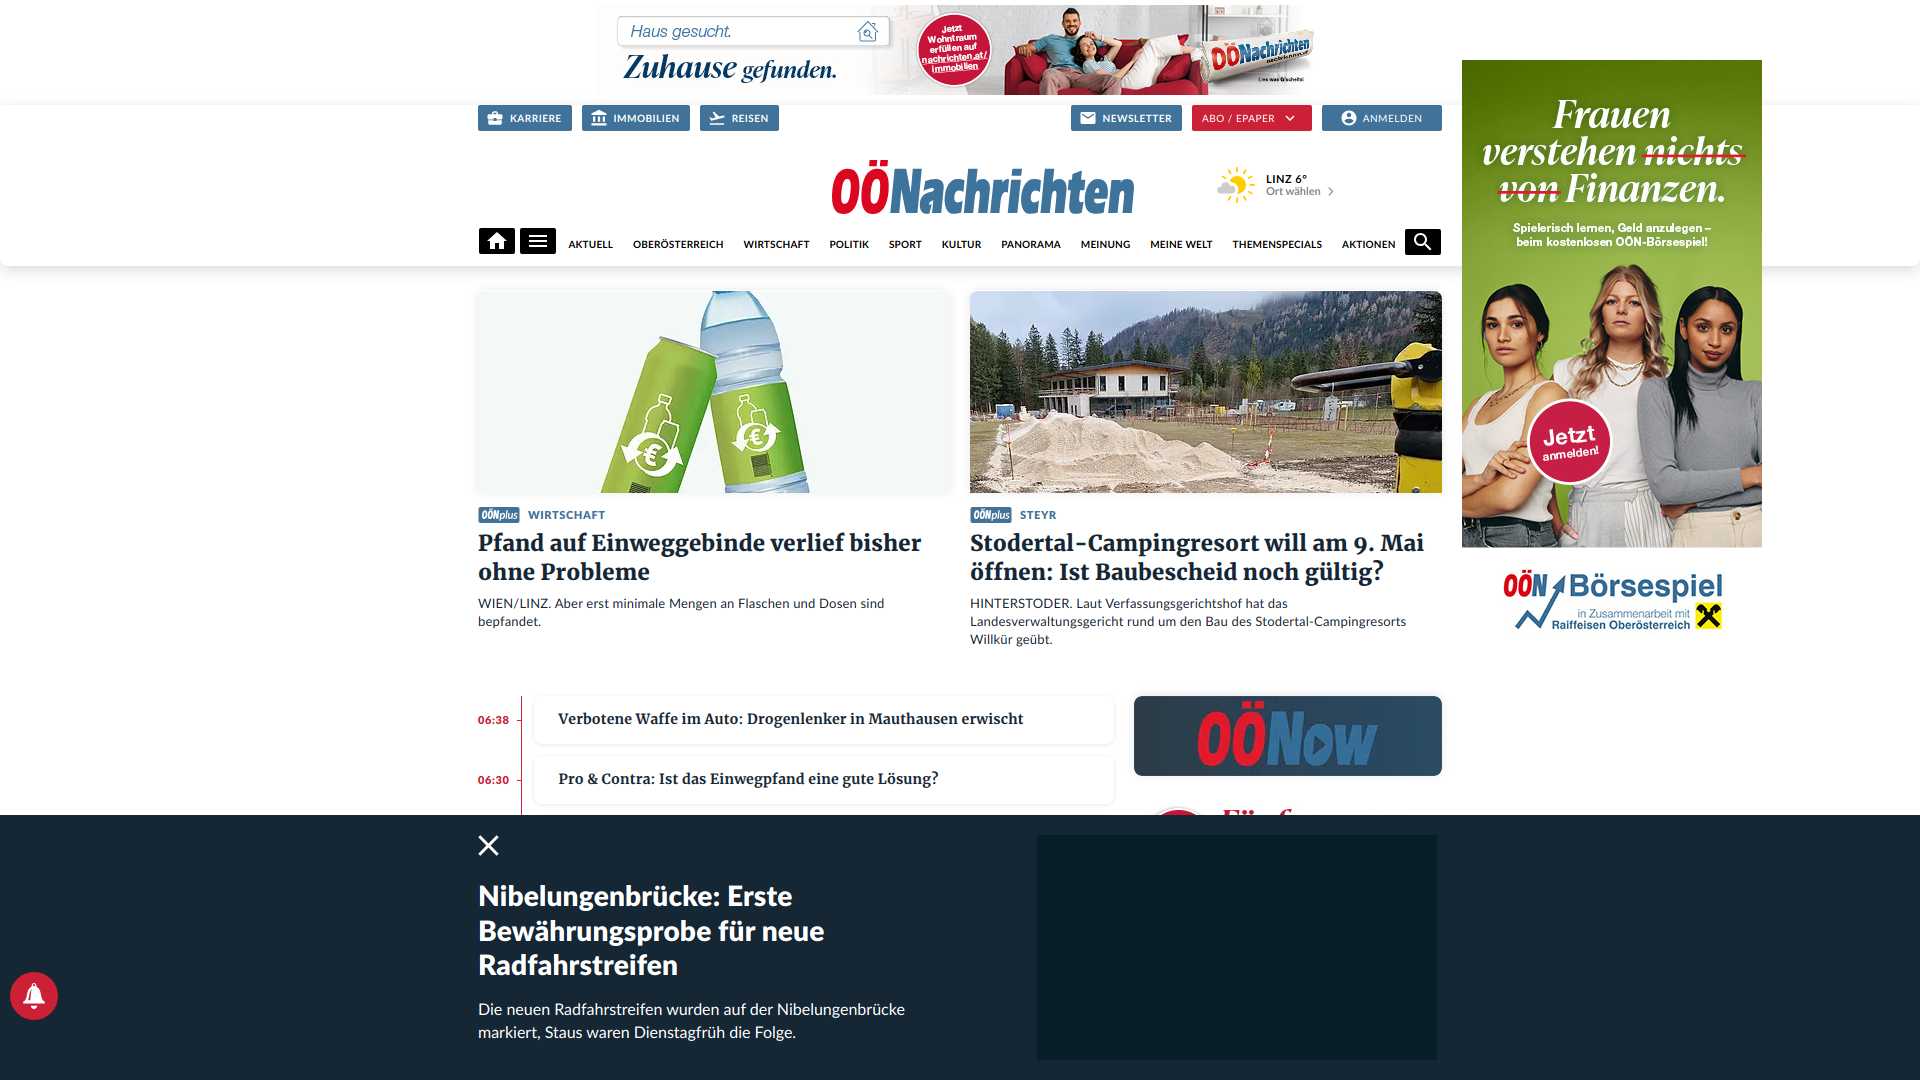 Haus gesucht.
Zuhause gefunden.
Jetzt
Wohntraum
erfüllen auf
nachrichten.at/
immobilien
OÖNachrichten
Lies was G'scheits!
KARRIERE
IMMOBILIEN
REISEN
NEWSLETTER
ABO / EPAPER
ANMELDEN
OÖNachrichten
LINZ 6°
Ort wählen
AKTUELL
OBERÖSTERREICH
WIRTSCHAFT
POLITIK
SPORT
KULTUR
PANORAMA
MEINUNG
MEINE WELT
THEMENSPECIALS
AKTIONEN
Frauen
verstehen nichts
von Finanzen.
Spielerisch lernen, Geld anzulegen –
beim kostenlosen OÖN-Börsespiel!
Jetzt
anmelden!
OÖN Börsespiel
in Zusammenarbeit mit
Raiffeisen Oberösterreich
OÖNplus WIRTSCHAFT
Pfand auf Einweggebinde verlief bisher
ohne Probleme
WIEN/LINZ. Aber erst minimale Mengen an Flaschen und Dosen sind
bepfandet.
OÖNplus STEYR
Stodertal-Campingresort will am 9. Mai
öffnen: Ist Baubescheid noch gültig?
HINTERSTODER. Laut Verfassungsgerichtshof hat das
Landesverwaltungsgericht rund um den Bau des Stodertal-Campingresorts
Willkür geübt.
06:38 Verbotene Waffe im Auto: Drogenlenker in Mauthausen erwischt
06:30 Pro & Contra: Ist das Einwegpfand eine gute Lösung?
OÖNow
Nibelungenbrücke: Erste
Bewährungsprobe für neue
Radfahrstreifen
Die neuen Radfahrstreifen wurden auf der Nibelungenbrücke
markiert, Staus waren Dienstagfrüh die Folge.